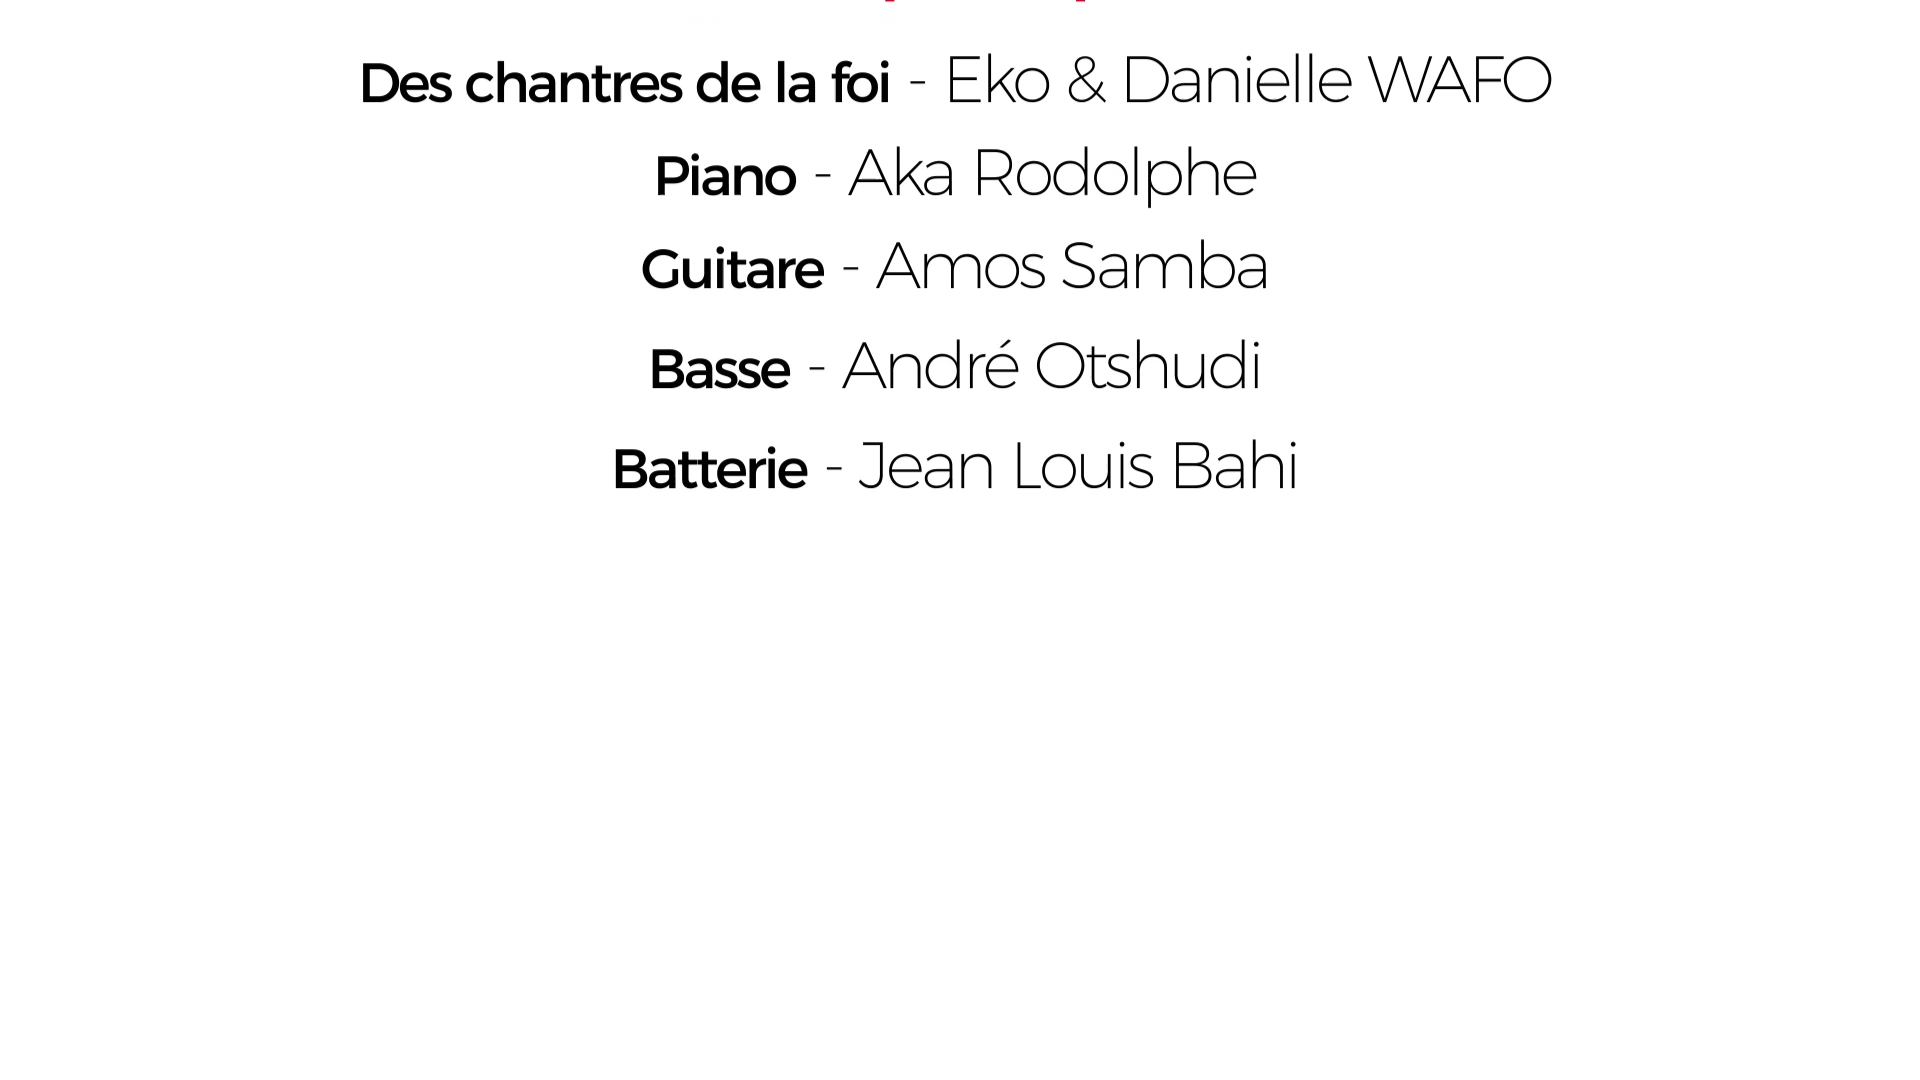 Des chantres de la foi - Eko & Danielle WAFO
Piano - Aka Rodolphe
Guitare - Amos Samba
Basse - André Otshudi
Batterie - Jean Louis Bahi